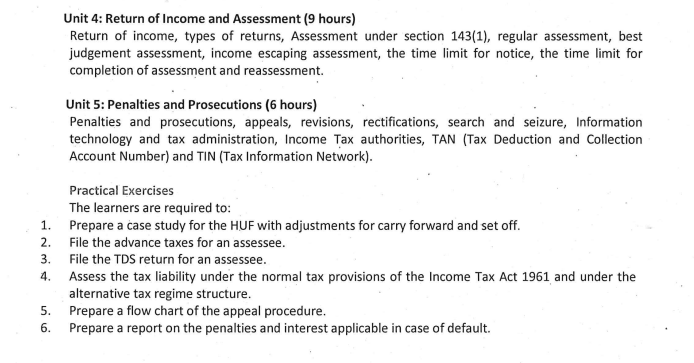 Unit 4: Return of Income and Assessment (9 hours)
Return of income, types of returns, Assessment under section 143(1), regular assessment, best
judgement assessment, income escaping assessment, the time limit for notice, the time limit for
completion of assessment and reassessment.
Unit 5: Penalties and Prosecutions (6 hours)
Penalties and prosecutions, appeals, revisions, rectifications, search and seizure, Information
technology and tax administration, Income Tax authorities, TAN (Tax Deduction and Collection
Account Number) and TIN (Tax Information Network).
Practical Exercises
The learners are required to:
1. Prepare a case study for the HUF with adjustments for carry forward and set off.
2. File the advance taxes for an assessee.
3. File the TDS return for an assessee.
4. Assess the tax liability under the normal tax provisions of the Income Tax Act 1961 and under the
alternative tax regime structure.
5. Prepare a flow chart of the appeal procedure.
6. Prepare a report on the penalties and interest applicable in case of default.